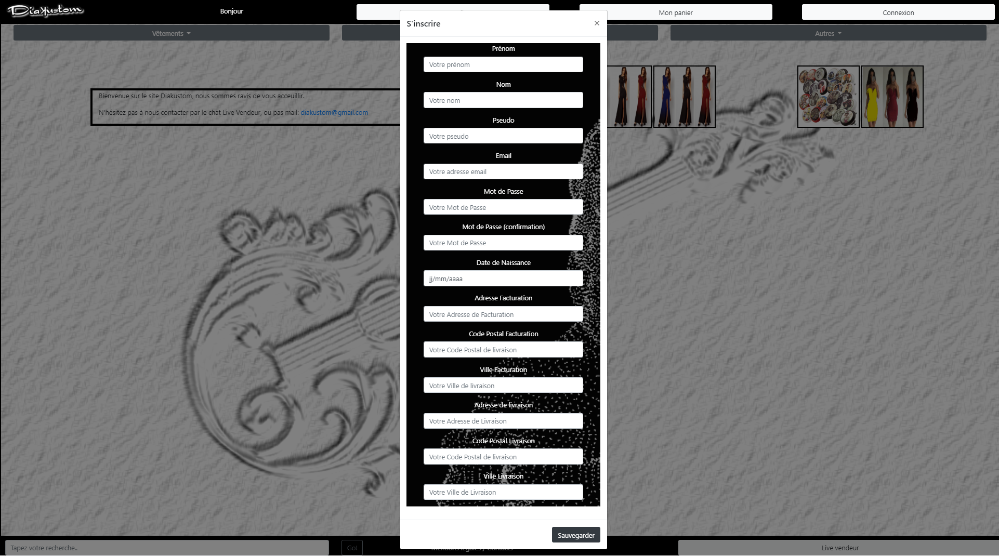 Diakustom
Bonjour
Mon panier
Connexion
Vêtements
Autres
S'inscrire
×
Bienvenue sur le site Diakustom, nous sommes ravis de vous acceuillir.
N'hésitez pas à nous contacter par le chat Live Vendeur, ou pas mail: diakustom@gmail.com
Prénom
Votre prénom
Nom
Votre nom
Pseudo
Votre pseudo
Email
Votre adresse email
Mot de Passe
Votre Mot de Passe
Mot de Passe (confirmation)
Votre Mot de Passe
Date de Naissance
jj/mm/aaaa
Adresse Facturation
Votre Adresse de Facturation
Code Postal Facturation
Votre Code Postal de livraison
Ville Facturation
Votre Ville de livraison
Adresse de livraison
Votre Adresse de Livraison
Code Postal Livraison
Votre Code Postal de livraison
Ville Livraison
Votre Ville de Livraison
Sauvegarder
Tapez votre recherche..
Go!
Mentions légales / Contacts
Live vendeur